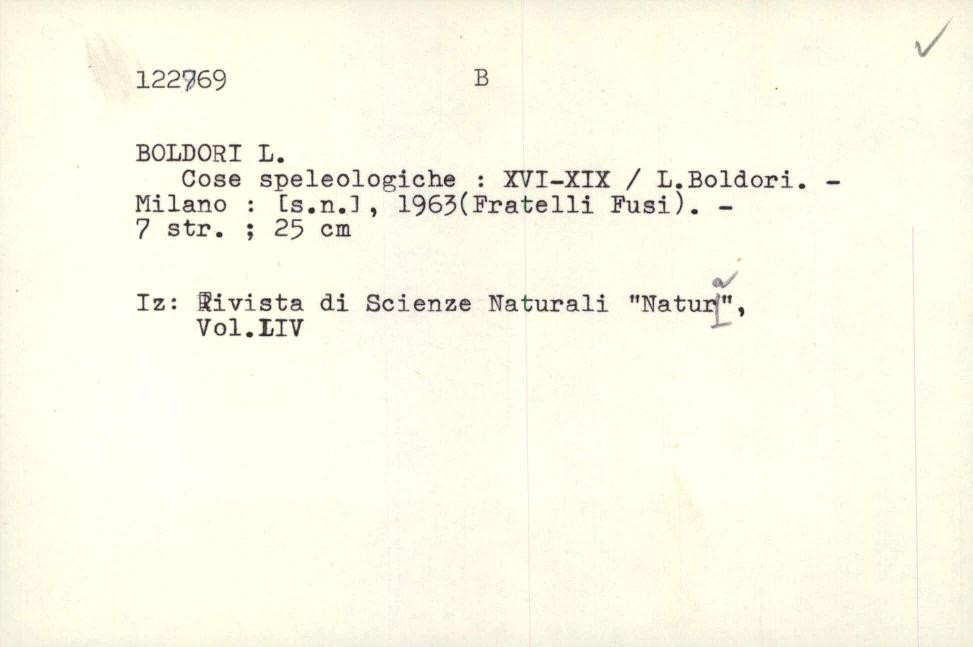 122969 B
BOLDORI L.
Cose speleologiche : XVI-XIX / L.Boldori. -
Milano : [s.n.], 1963(Fratelli Fusi). -
7 str. ; 25 cm
Iz: Rivista di Scienze Naturali "Natura",
Vol.LIV